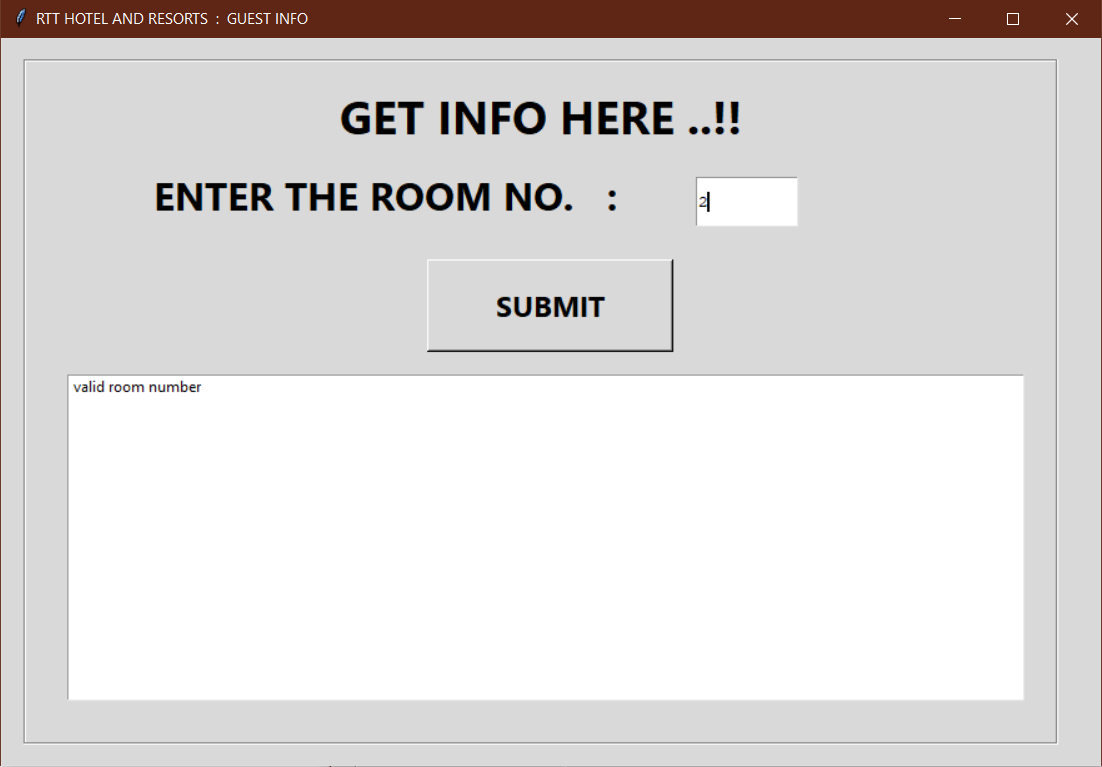 RTT HOTEL AND RESORTS : GUEST INFO
GET INFO HERE ..!!
ENTER THE ROOM NO. :
2
SUBMIT
valid room number